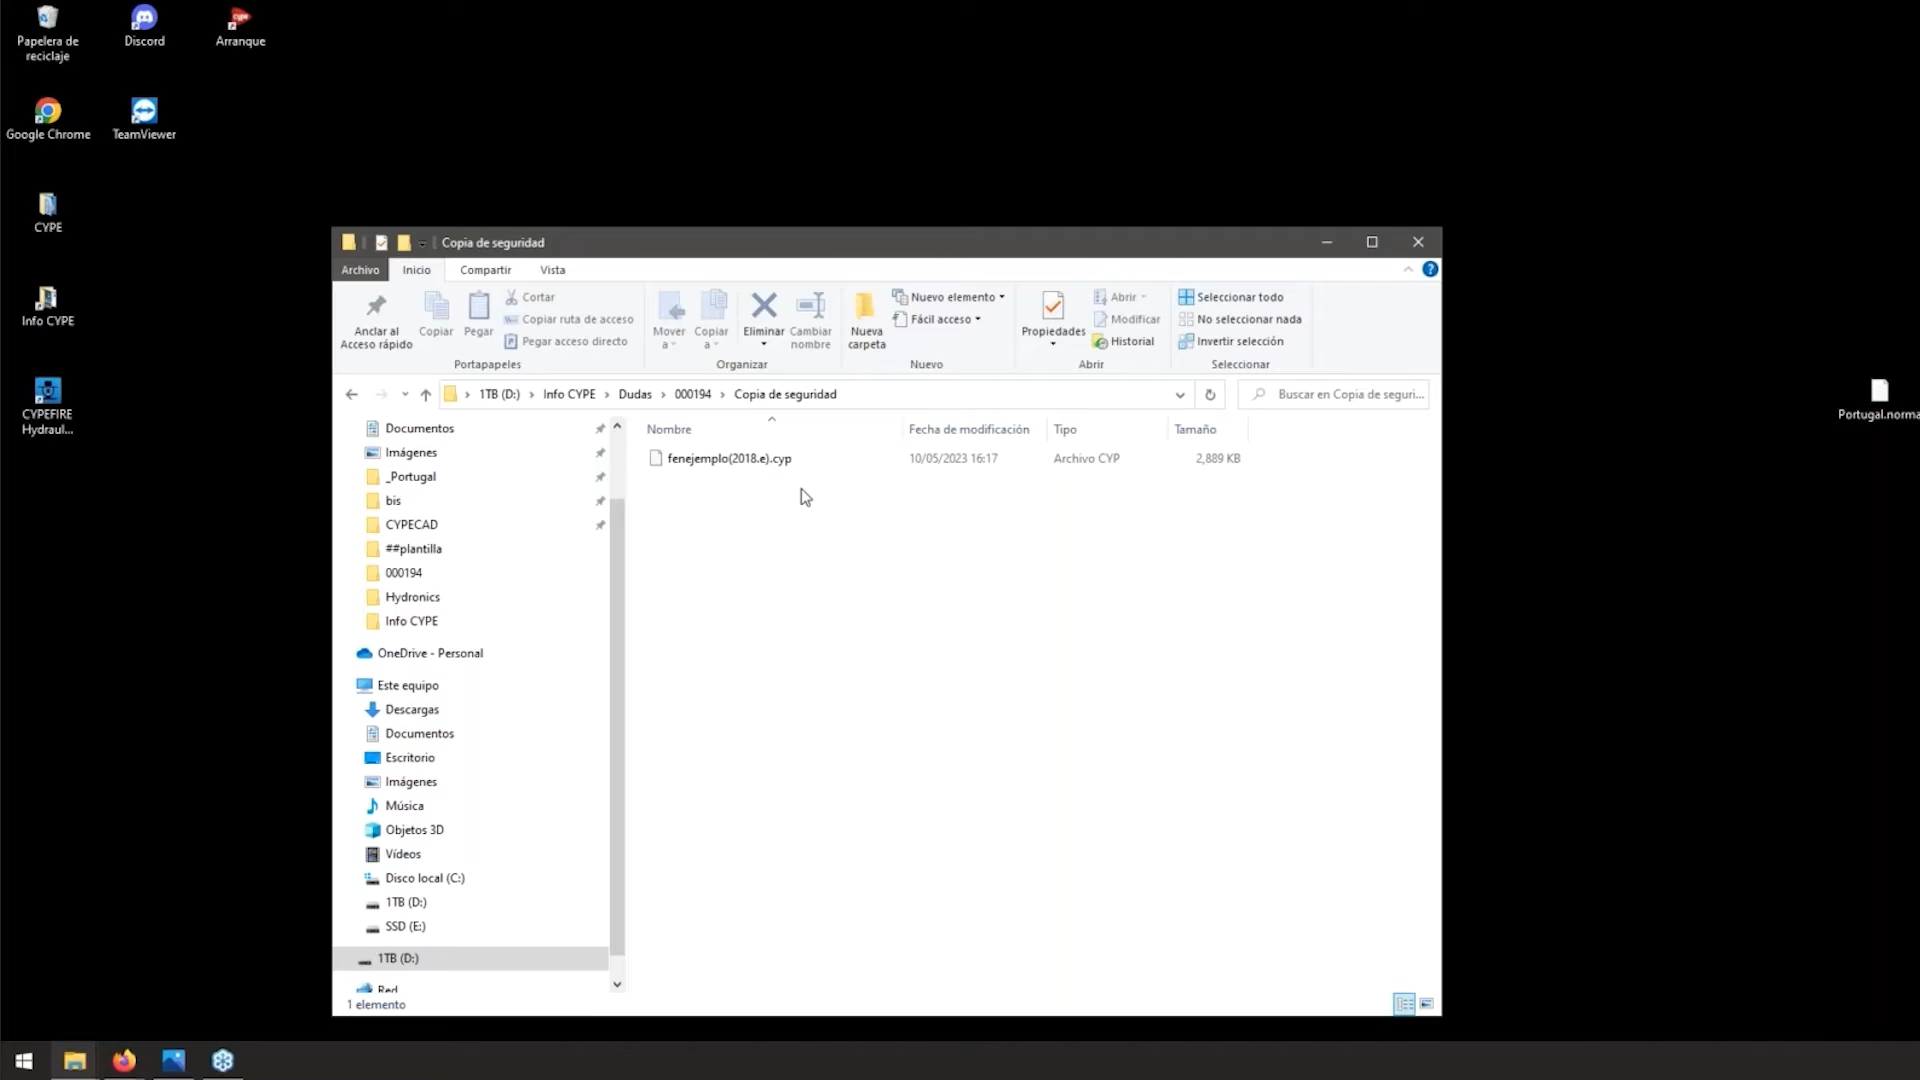 Papelera de
reciclaje
Discord
Arranque
Google Chrome
TeamViewer
CYPE
Info CYPE
CYPEFIRE
Hydraul...
Portugal.norma
Copia de seguridad
Archivo
Inicio
Compartir
Vista
Anclar al
Acceso rápido
Copiar
Pegar
Cortar
Copiar ruta de acceso
Pegar acceso directo
Portapapeles
Mover
a
Copiar
a
Eliminar
Cambiar
nombre
Organizar
Nueva
carpeta
Nuevo elemento
Fácil acceso
Nuevo
Propiedades
Abrir
Modificar
Historial
Abrir
Seleccionar todo
No seleccionar nada
Invertir selección
Seleccionar
1TB (D:) › Info CYPE › Dudas › 000194 › Copia de seguridad
Buscar en Copia de seguri...
Nombre
Fecha de modificación
Tipo
Tamaño
fenejemplo(2018.e).cyp
10/05/2023 16:17
Archivo CYP
2,889 KB
Documentos
Imágenes
_Portugal
bis
CYPECAD
##plantilla
000194
Hydronics
Info CYPE
OneDrive - Personal
Este equipo
Descargas
Documentos
Escritorio
Imágenes
Música
Objetos 3D
Vídeos
Disco local (C:)
1TB (D:)
SSD (E:)
1TB (D:)
Red
1 elemento